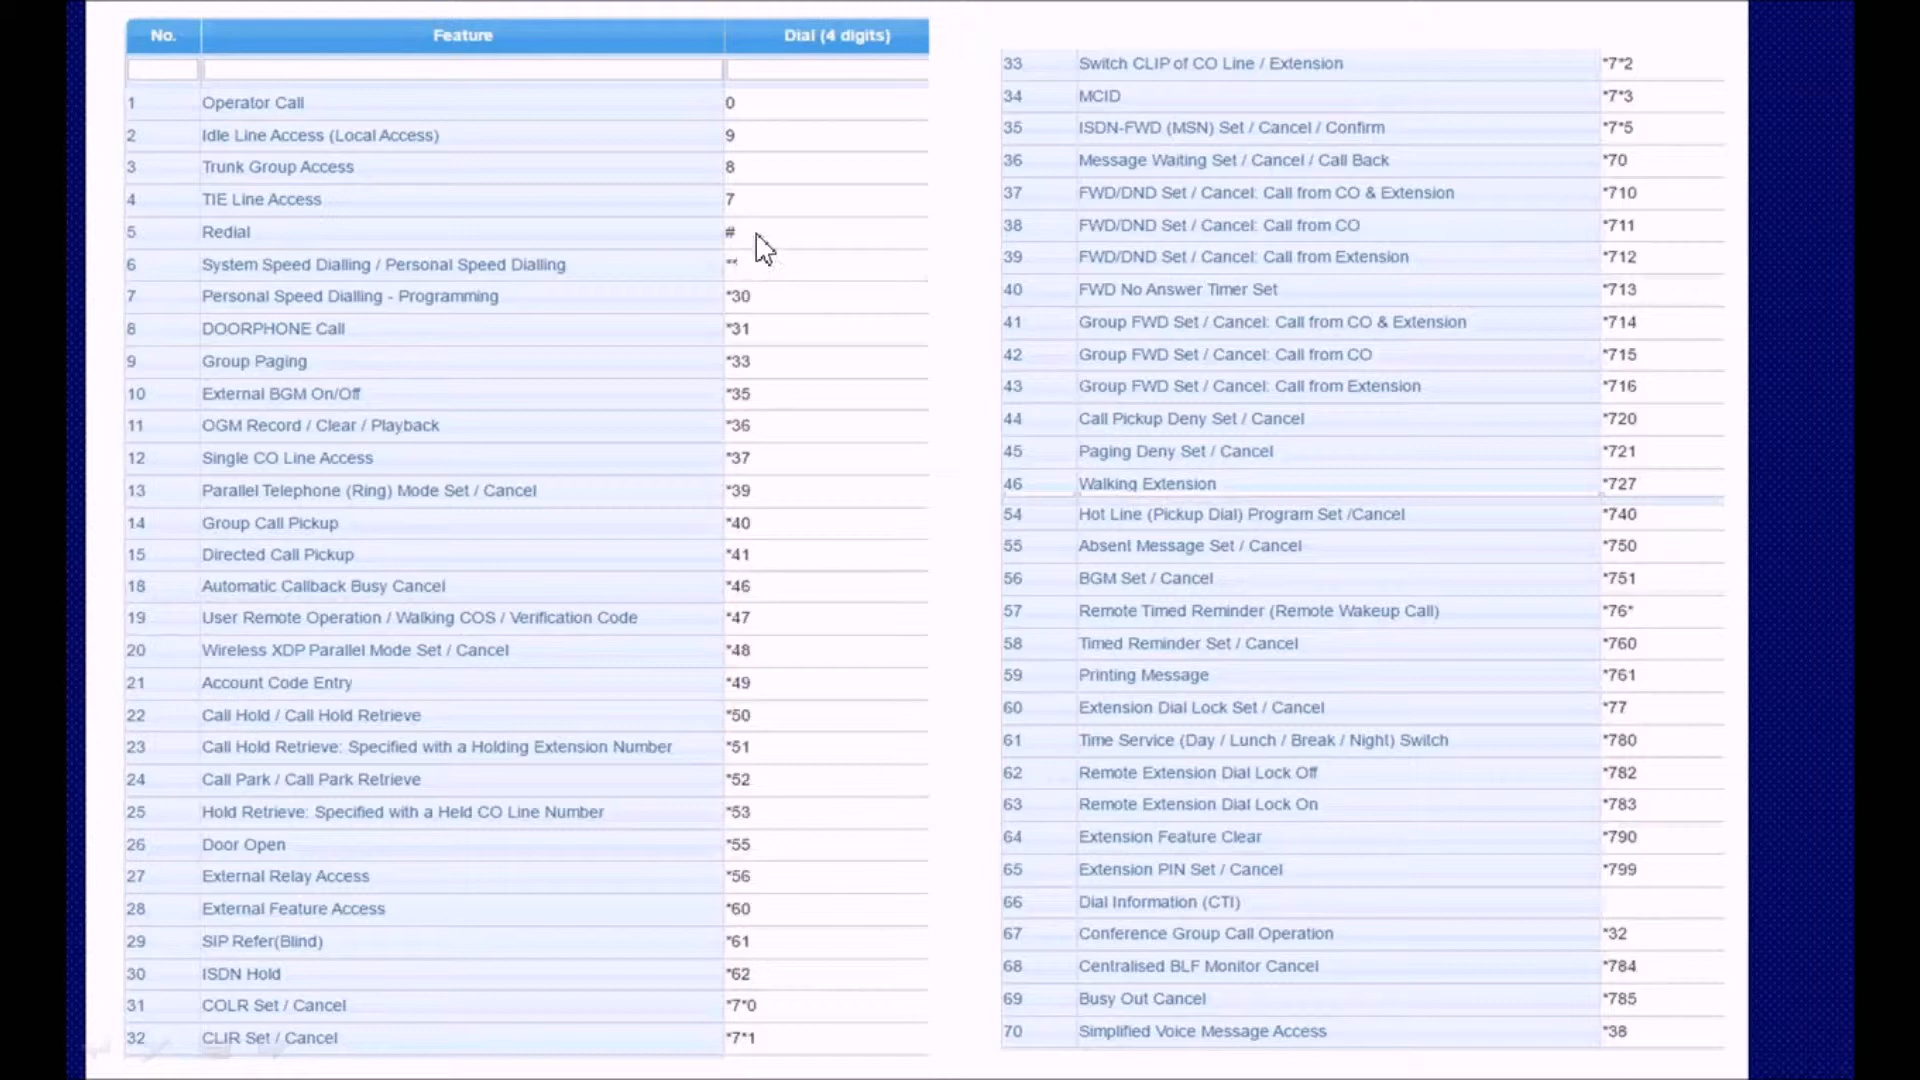 No. Feature Dial (4 digits)
1 Operator Call 0
2 Idle Line Access (Local Access) 9
3 Trunk Group Access 8
4 TIE Line Access 7
5 Redial #
6 System Speed Dialling / Personal Speed Dialling **
7 Personal Speed Dialling - Programming *30
8 DOORPHONE Call *31
9 Group Paging *33
10 External BGM On/Off *35
11 OGM Record / Clear / Playback *36
12 Single CO Line Access *37
13 Parallel Telephone (Ring) Mode Set / Cancel *39
14 Group Call Pickup *40
15 Directed Call Pickup *41
18 Automatic Callback Busy Cancel *46
19 User Remote Operation / Walking COS / Verification Code *47
20 Wireless XDP Parallel Mode Set / Cancel *48
21 Account Code Entry *49
22 Call Hold / Call Hold Retrieve *50
23 Call Hold Retrieve: Specified with a Holding Extension Number *51
24 Call Park / Call Park Retrieve *52
25 Hold Retrieve: Specified with a Held CO Line Number *53
26 Door Open *55
27 External Relay Access *56
28 External Feature Access *60
29 SIP Refer(Blind) *61
30 ISDN Hold *62
31 COLR Set / Cancel *7*0
32 CLIR Set / Cancel *7*1
33 Switch CLIP of CO Line / Extension *7*2
34 MCID *7*3
35 ISDN-FWD (MSN) Set / Cancel / Confirm *7*5
36 Message Waiting Set / Cancel / Call Back *70
37 FWD/DND Set / Cancel: Call from CO & Extension *710
38 FWD/DND Set / Cancel: Call from CO *711
39 FWD/DND Set / Cancel: Call from Extension *712
40 FWD No Answer Timer Set *713
41 Group FWD Set / Cancel: Call from CO & Extension *714
42 Group FWD Set / Cancel: Call from CO *715
43 Group FWD Set / Cancel: Call from Extension *716
44 Call Pickup Deny Set / Cancel *720
45 Paging Deny Set / Cancel *721
46 Walking Extension *727
54 Hot Line (Pickup Dial) Program Set /Cancel *740
55 Absent Message Set / Cancel *750
56 BGM Set / Cancel *751
57 Remote Timed Reminder (Remote Wakeup Call) *76*
58 Timed Reminder Set / Cancel *760
59 Printing Message *761
60 Extension Dial Lock Set / Cancel *77
61 Time Service (Day / Lunch / Break / Night) Switch *780
62 Remote Extension Dial Lock Off *782
63 Remote Extension Dial Lock On *783
64 Extension Feature Clear *790
65 Extension PIN Set / Cancel *799
66 Dial Information (CTI)
67 Conference Group Call Operation *32
68 Centralised BLF Monitor Cancel *784
69 Busy Out Cancel *785
70 Simplified Voice Message Access *38